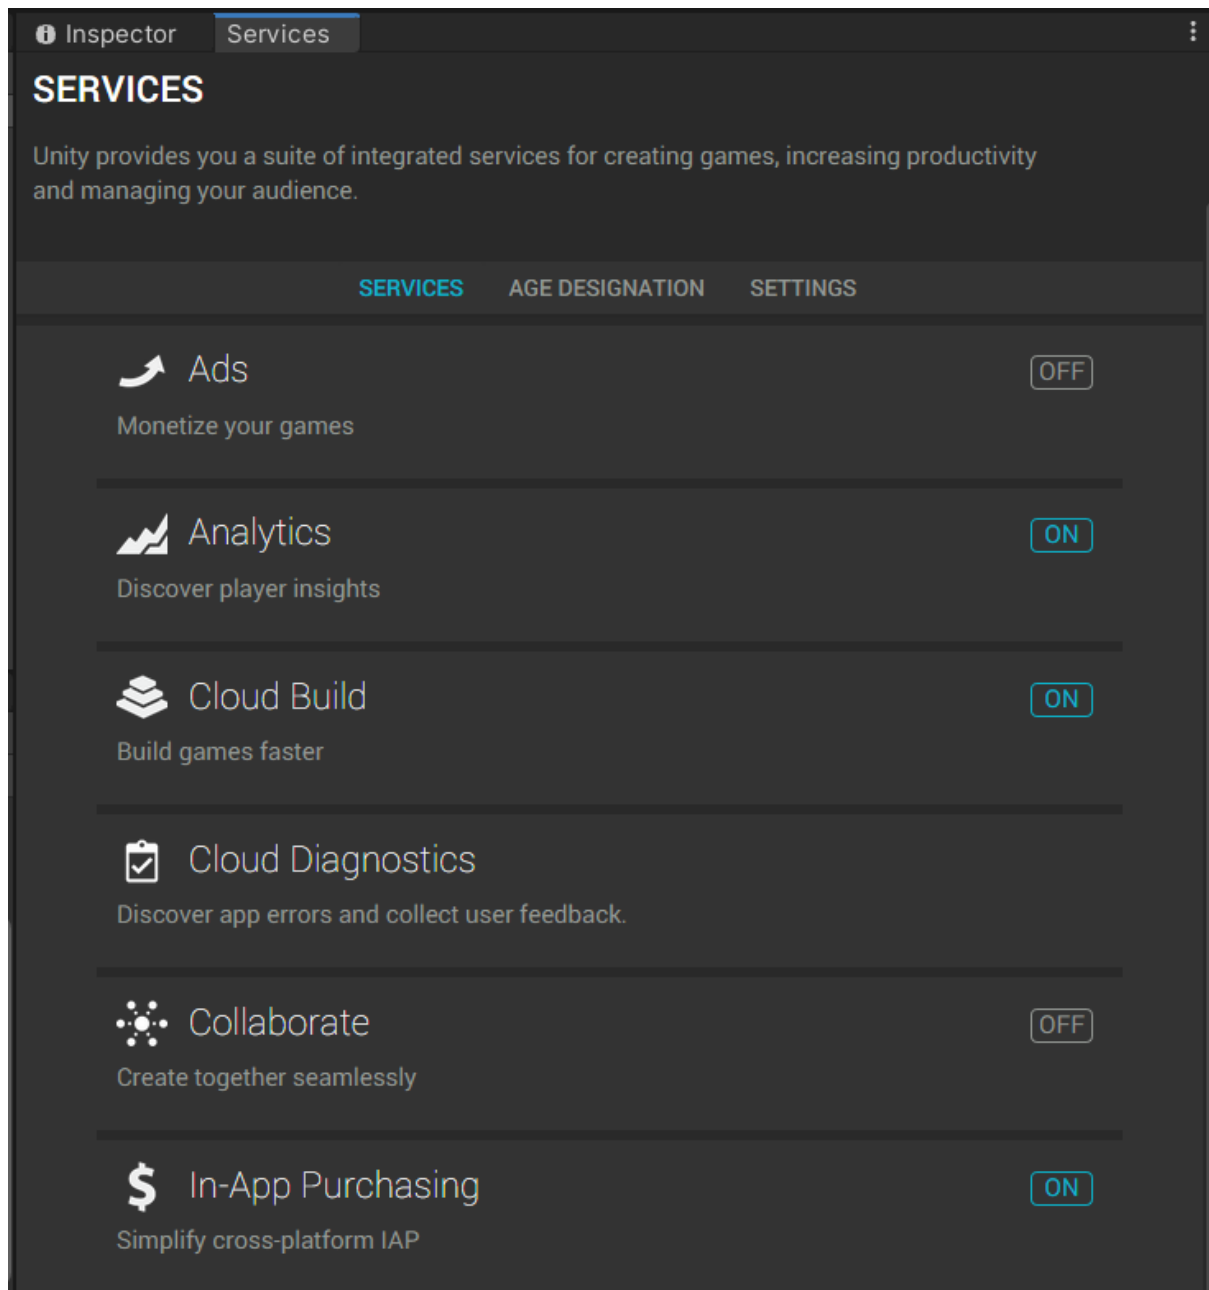 Inspector
Services
SERVICES
Unity provides you a suite of integrated services for creating games, increasing productivity
and managing your audience.
SERVICES
AGE DESIGNATION
SETTINGS
Ads
OFF
Monetize your games
Analytics
ON
Discover player insights
Cloud Build
ON
Build games faster
Cloud Diagnostics
Discover app errors and collect user feedback.
Collaborate
OFF
Create together seamlessly
In-App Purchasing
ON
Simplify cross-platform IAP